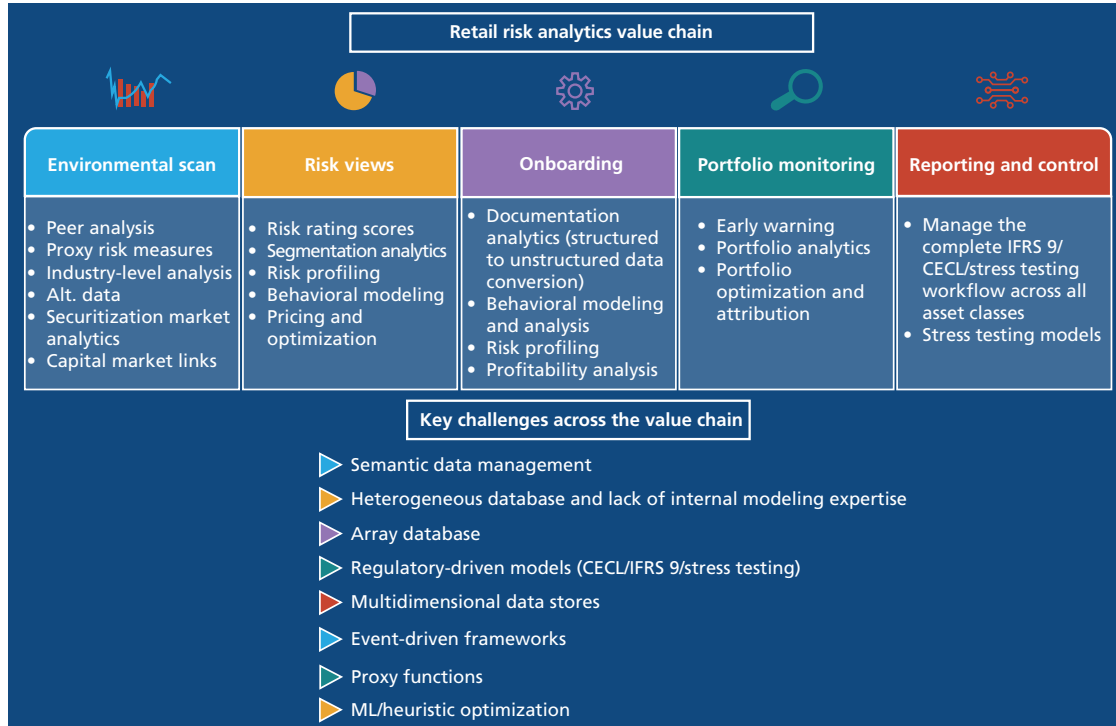 Retail risk analytics value chain
Environmental scan
• Peer analysis
• Proxy risk measures
• Industry-level analysis
• Alt. data
• Securitization market
analytics
• Capital market links
Risk views
• Risk rating scores
• Segmentation analytics
• Risk profiling
• Behavioral modeling
• Pricing and
optimization
Onboarding
• Documentation
analytics (structured
to unstructured data
conversion)
• Behavioral modeling
and analysis
• Risk profiling
• Profitability analysis
Portfolio monitoring
• Early warning
• Portfolio analytics
• Portfolio
optimization and
attribution
Reporting and control
• Manage the
complete IFRS 9/
CECL/stress testing
workflow across all
asset classes
• Stress testing models
Key challenges across the value chain
Semantic data management
Heterogeneous database and lack of internal modeling expertise
Array database
Regulatory-driven models (CECL/IFRS 9/stress testing)
Multidimensional data stores
Event-driven frameworks
Proxy functions
ML/heuristic optimization